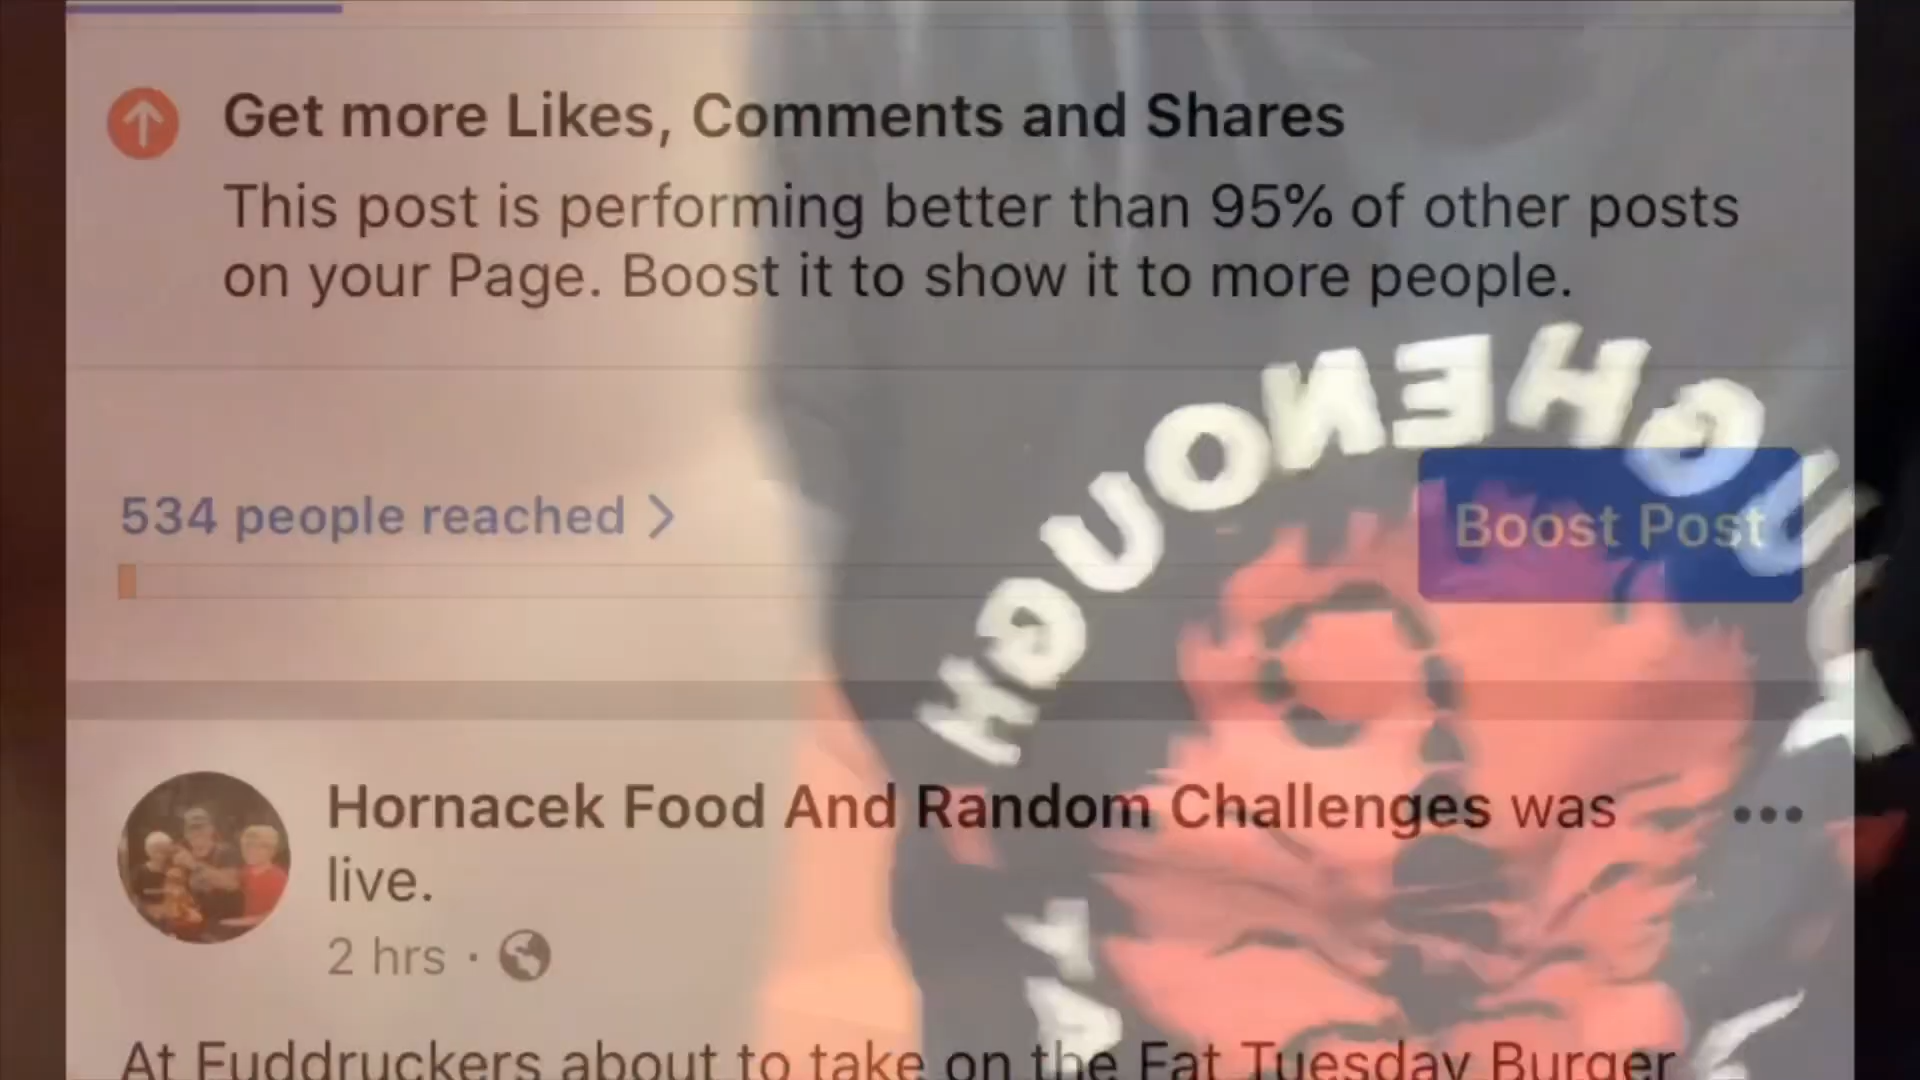 Get more Likes, Comments and Shares
This post is performing better than 95% of other posts
on your Page. Boost it to show it to more people.
534 people reached
Boost Post
Hornacek Food And Random Challenges was
live.
2 hrs ·
At Fuddruckers about to take on the Fat Tuesday Burger